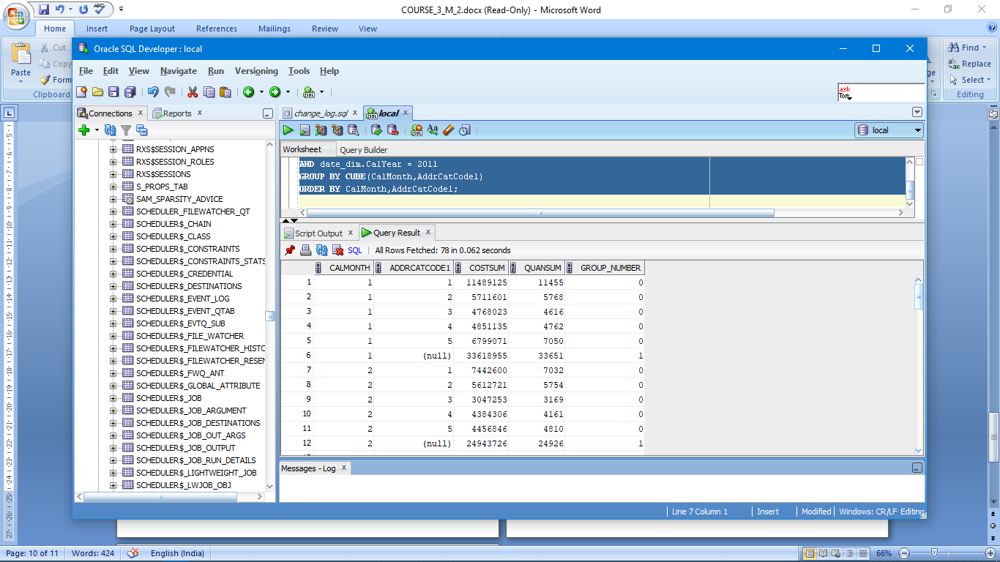 COURSE_3_M_2.docx (Read-Only) - Microsoft Word
Home Insert Page Layout References Mailings Review View
Cut
Copy
Paste
Clipboard
Find
Replace
Select
Editing
Oracle SQL Developer : local
File Edit View Navigate Run Versioning Tools Help
ask
Tom
Connections x Reports x
change_log.sql x local x
local
Worksheet Query Builder
AND date_dim.CalYear = 2011
GROUP BY CUBE(CalMonth,AddrCatCode1)
ORDER BY CalMonth,AddrCatCode1;
RXS$SESSION_APPNS
RXS$SESSION_ROLES
RXS$SESSIONS
S_PROPS_TAB
SAM_SPARSITY_ADVICE
SCHEDULER_FILEWATCHER_QT
SCHEDULER$_CHAIN
SCHEDULER$_CLASS
SCHEDULER$_CONSTRAINTS
SCHEDULER$_CONSTRAINTS_STATS
SCHEDULER$_CREDENTIAL
SCHEDULER$_DESTINATIONS
SCHEDULER$_EVENT_LOG
SCHEDULER$_EVENT_QTAB
SCHEDULER$_EVTQ_SUB
SCHEDULER$_FILE_WATCHER
SCHEDULER$_FILEWATCHER_HISTO
SCHEDULER$_FILEWATCHER_RESEN
SCHEDULER$_FWQ_ANT
SCHEDULER$_GLOBAL_ATTRIBUTE
SCHEDULER$_JOB
SCHEDULER$_JOB_ARGUMENT
SCHEDULER$_JOB_DESTINATIONS
SCHEDULER$_JOB_OUT_ARGS
SCHEDULER$_JOB_OUTPUT
SCHEDULER$_JOB_RUN_DETAILS
SCHEDULER$_LIGHTWEIGHT_JOB
SCHEDULER$_LWJOB_OBJ
Script Output x Query Result x
SQL All Rows Fetched: 78 in 0.062 seconds
CALMONTH ADDRCATCODE1 COSTSUM QUANSUM GROUP_NUMBER
1 1 1 11489125 11455 0
2 1 2 5711601 5768 0
3 1 3 4768023 4616 0
4 1 4 4851135 4762 0
5 1 5 6799071 7050 0
6 1 (null) 33618955 33651 1
7 2 1 7442600 7032 0
8 2 2 5612721 5754 0
9 2 3 3047253 3169 0
10 2 4 4384306 4161 0
11 2 5 4456846 4810 0
12 2 (null) 24943726 24926 1
Messages - Log x
Line 7 Column 1 Insert Modified Windows: CR/LF Editing
Page: 10 of 11 Words: 424 English (India) 66%